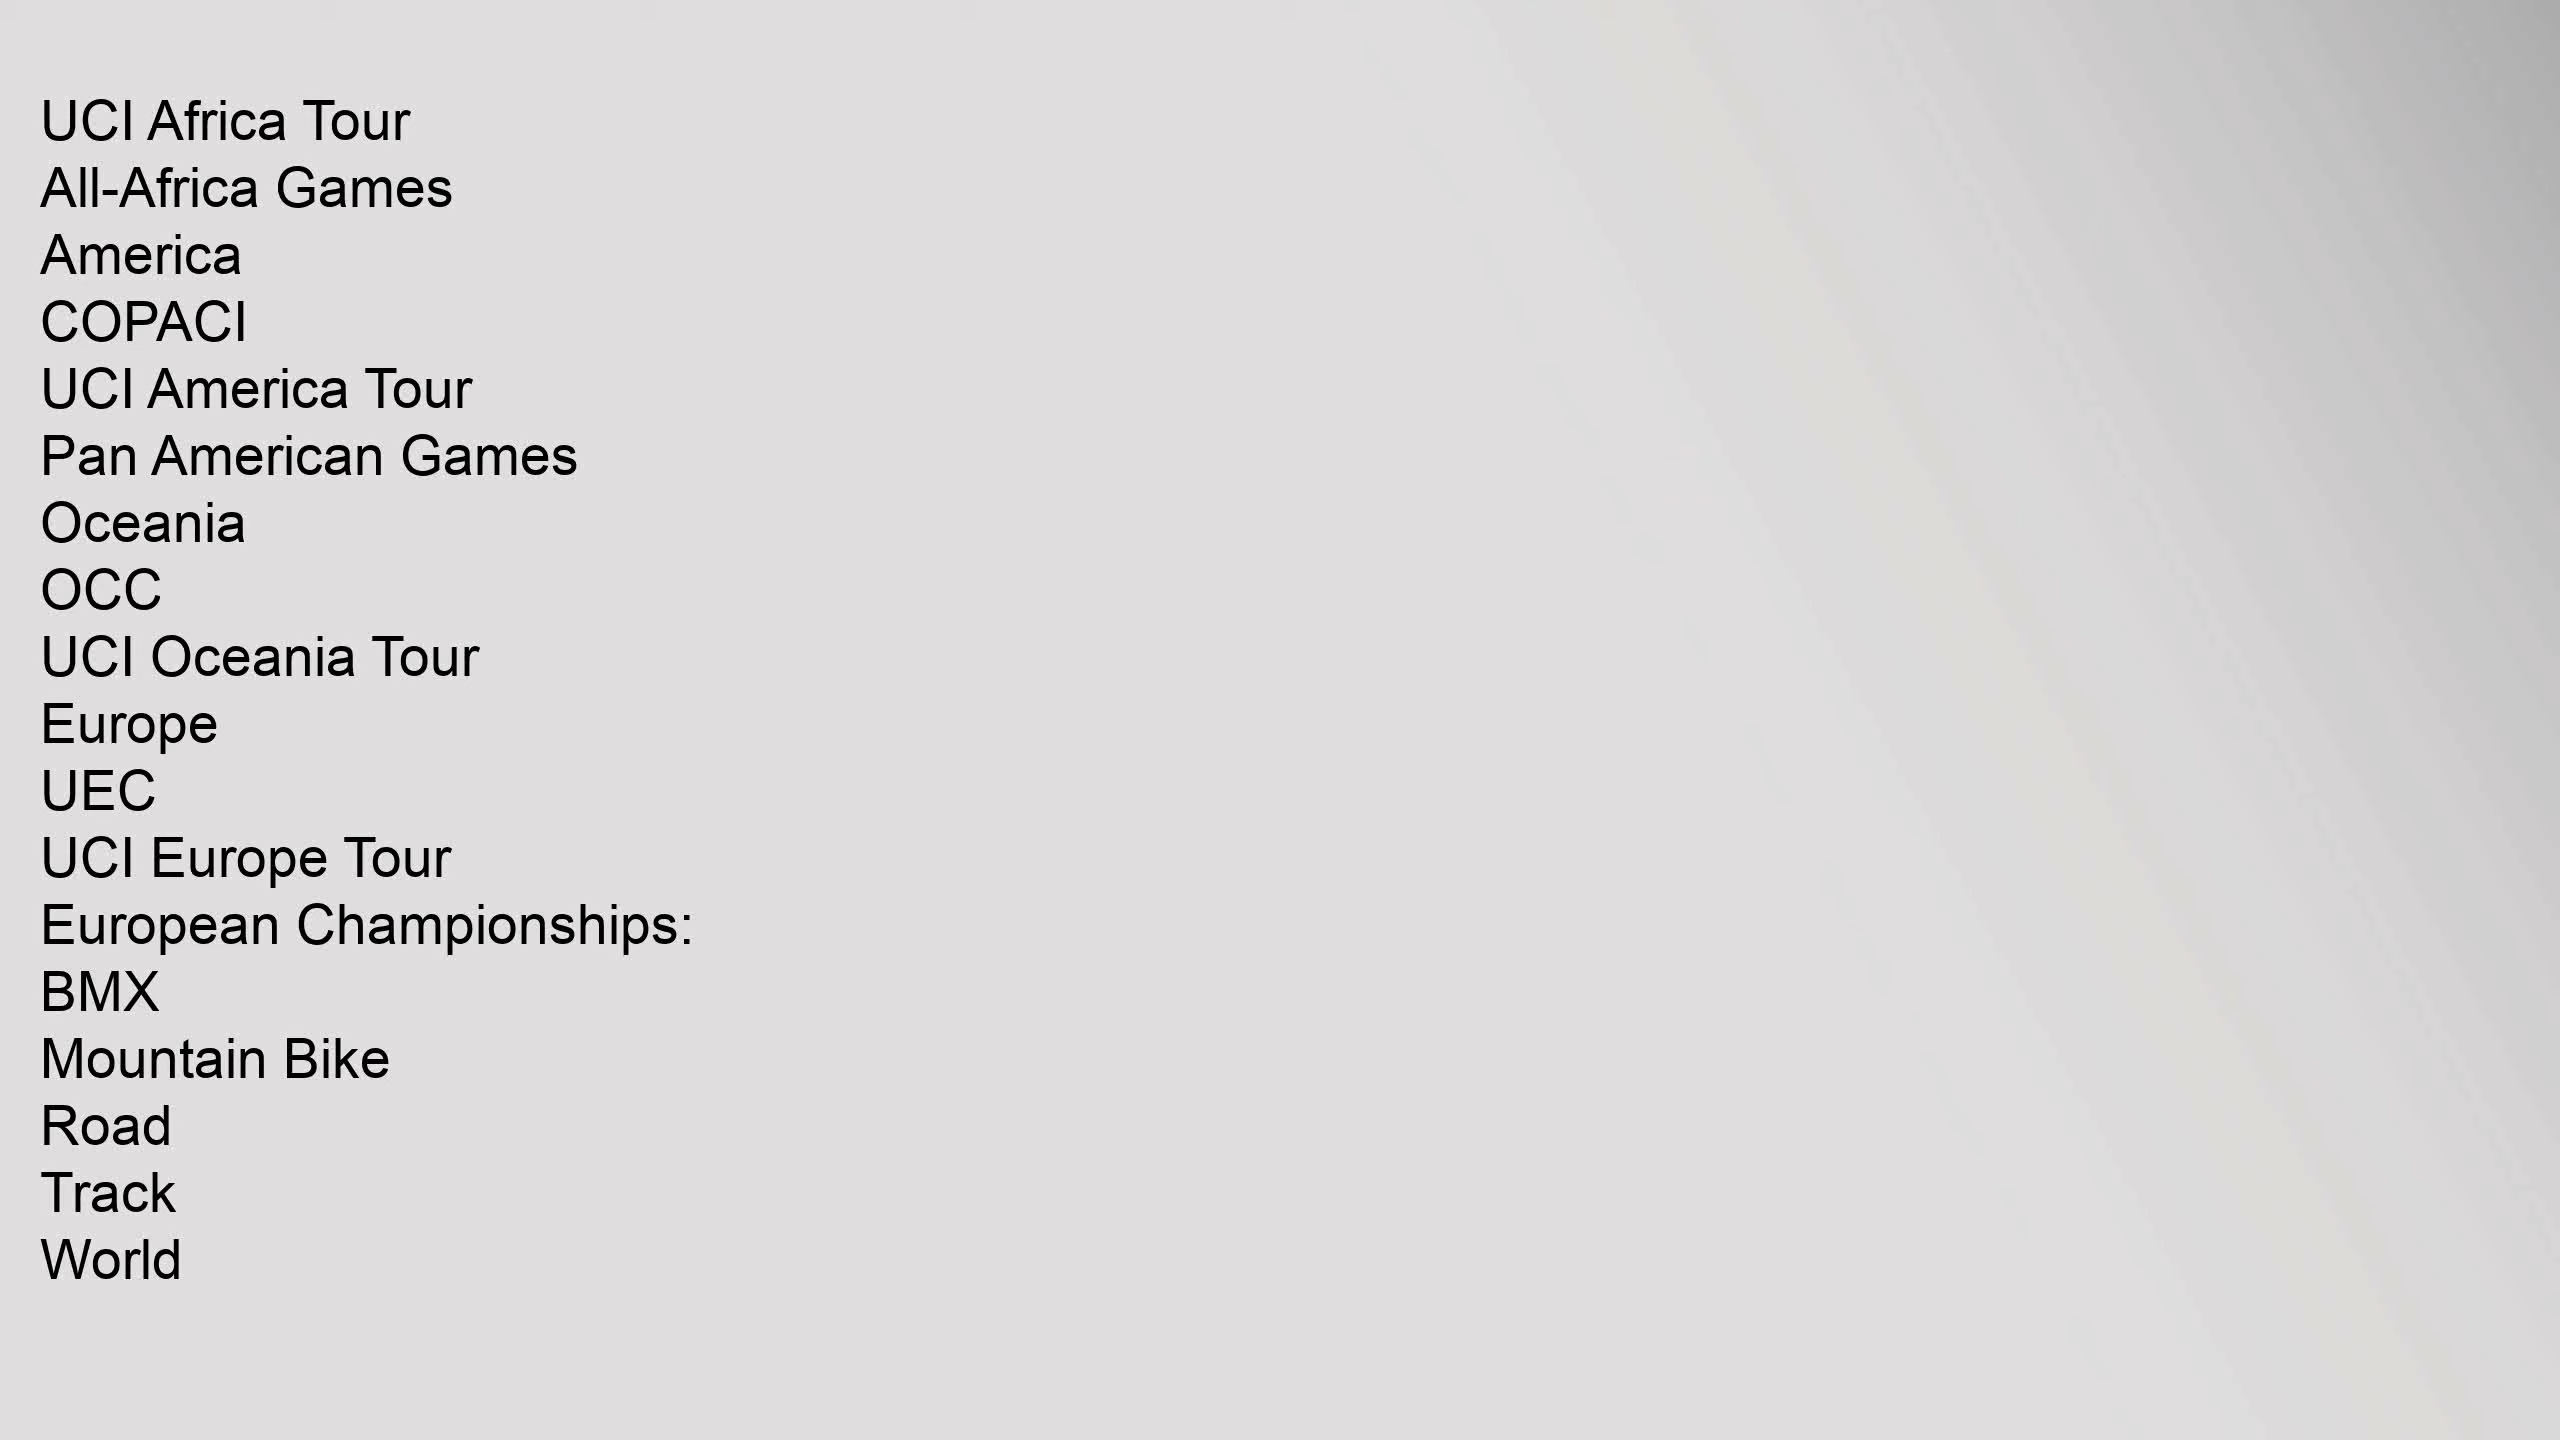 UCI Africa Tour
All-Africa Games
America
COPACI
UCI America Tour
Pan American Games
Oceania
OCC
UCI Oceania Tour
Europe
UEC
UCI Europe Tour
European Championships:
BMX
Mountain Bike
Road
Track
World